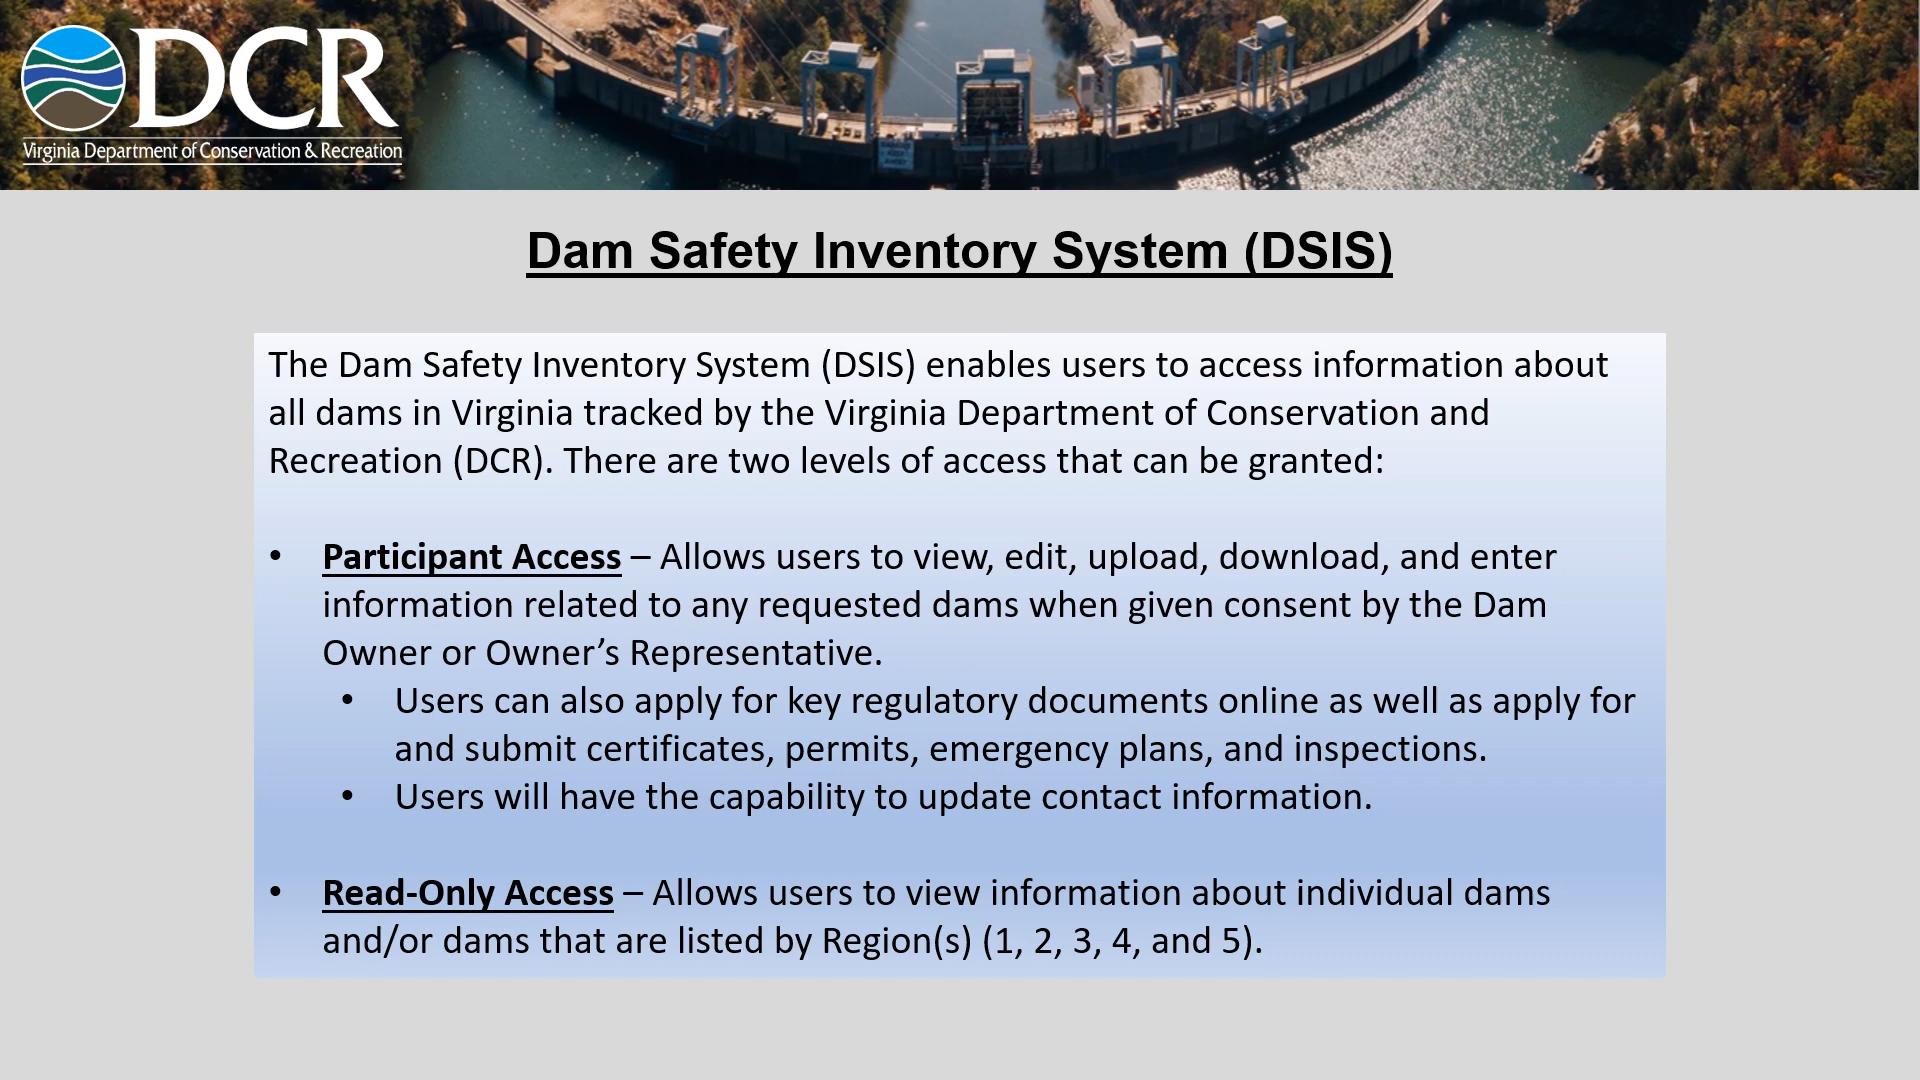 DCR
Virginia Department of Conservation & Recreation
Dam Safety Inventory System (DSIS)
The Dam Safety Inventory System (DSIS) enables users to access information about
all dams in Virginia tracked by the Virginia Department of Conservation and
Recreation (DCR). There are two levels of access that can be granted:
• Participant Access – Allows users to view, edit, upload, download, and enter
information related to any requested dams when given consent by the Dam
Owner or Owner’s Representative.
• Users can also apply for key regulatory documents online as well as apply for
and submit certificates, permits, emergency plans, and inspections.
• Users will have the capability to update contact information.
• Read-Only Access – Allows users to view information about individual dams
and/or dams that are listed by Region(s) (1, 2, 3, 4, and 5).